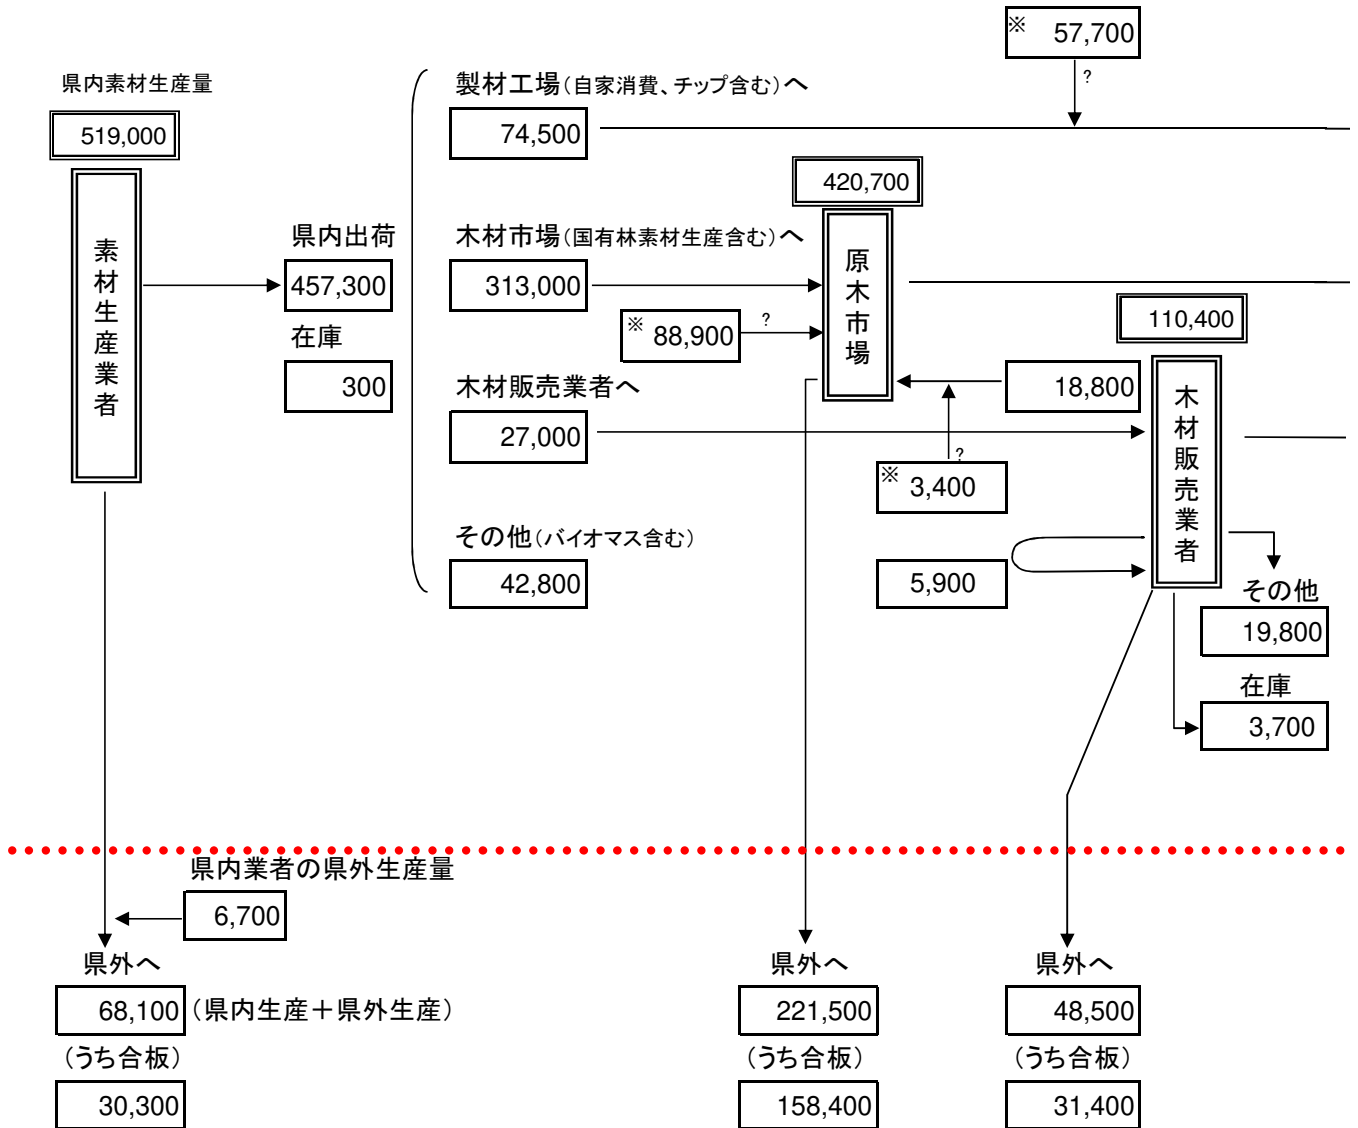 ※ 57,700
?
県内素材生産量
519,000
製材工場(自家消費、チップ含む)へ
74,500
420,700
県内出荷
457,300
在庫
300
素材生産業者
木材市場(国有林素材生産含む)へ
313,000
※ 88,900
?
原木市場
110,400
18,800
木材販売業者へ
27,000
?
※ 3,400
木材販売業者
その他(バイオマス含む)
42,800
5,900
その他
19,800
在庫
3,700
県内業者の県外生産量
6,700
県外へ
68,100 (県内生産+県外生産)
(うち合板)
30,300
県外へ
221,500
(うち合板)
158,400
県外へ
48,500
(うち合板)
31,400